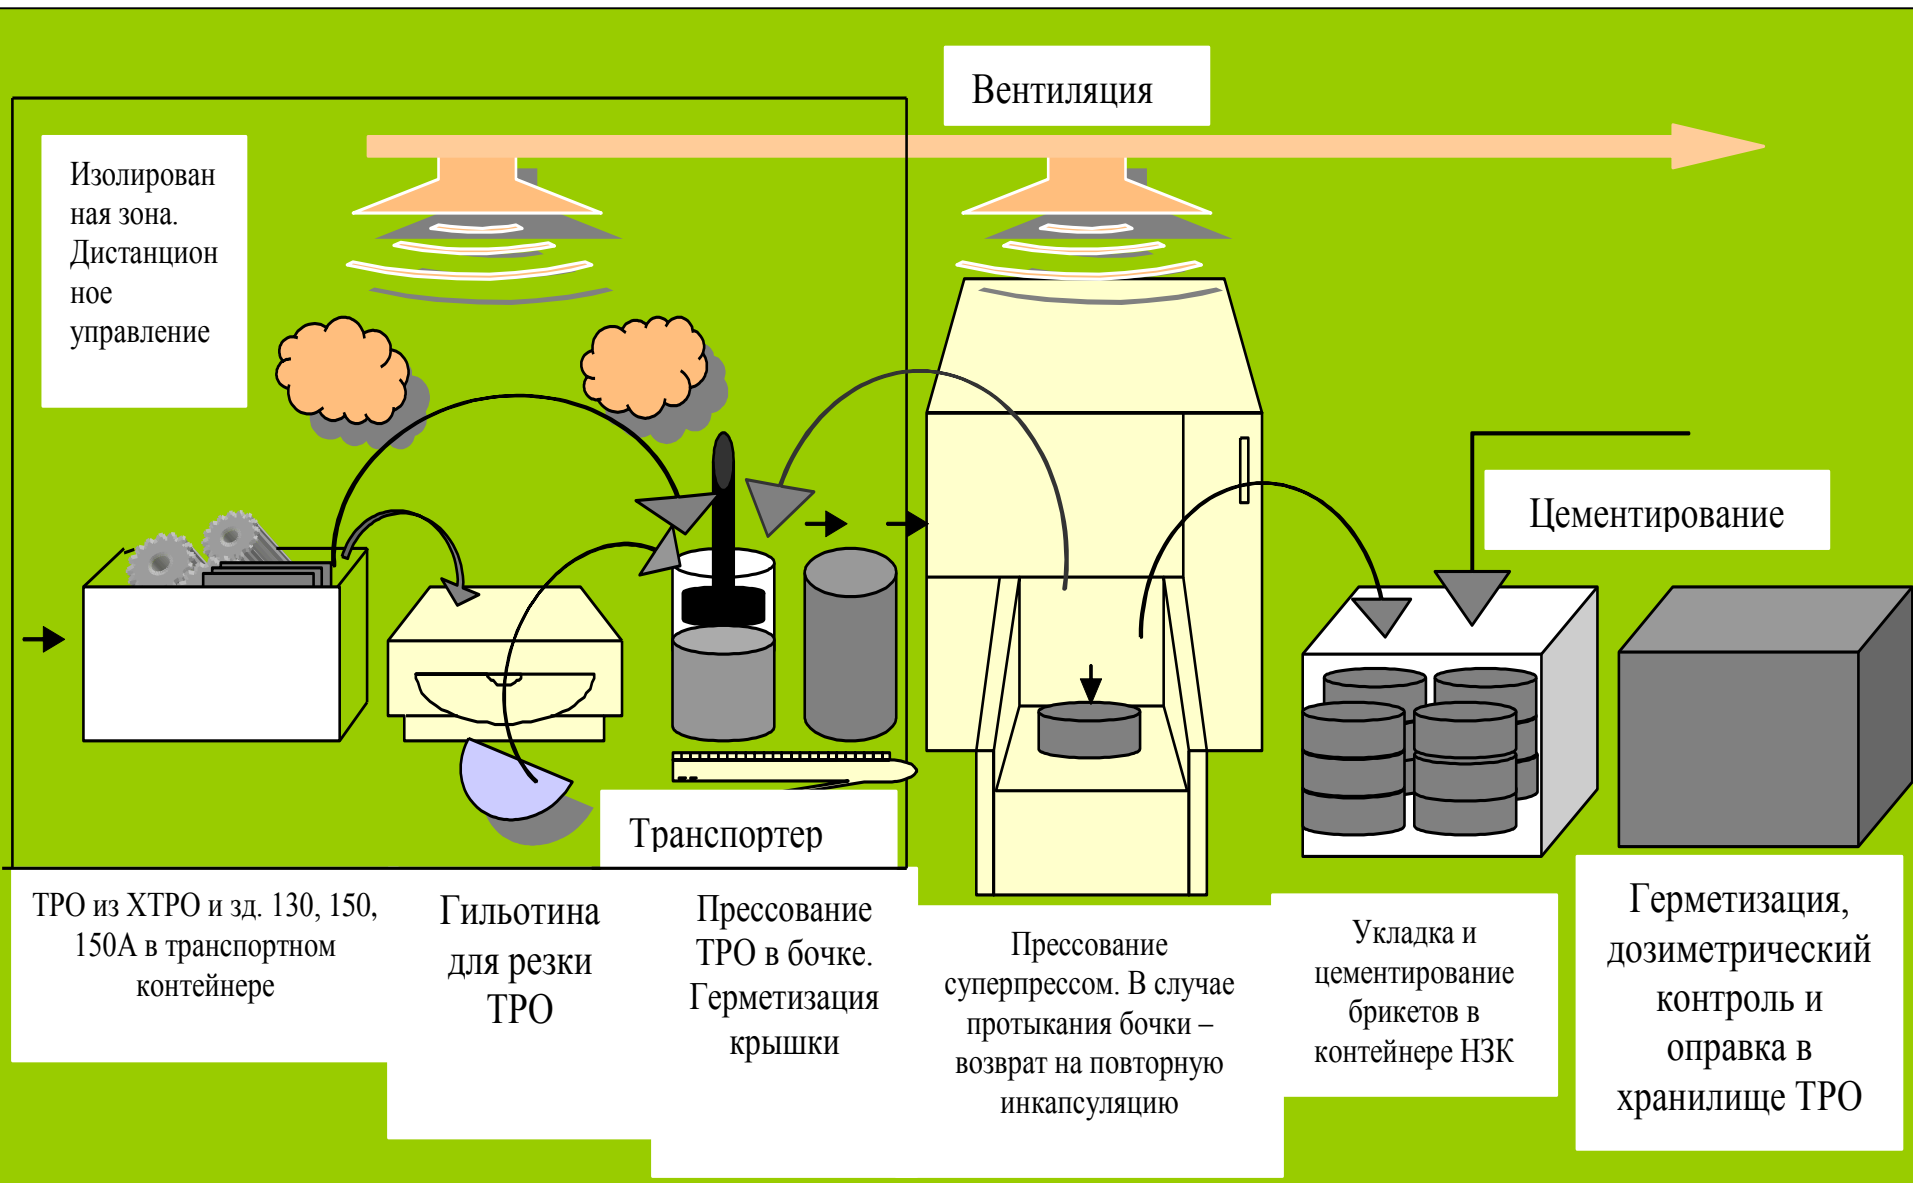 Вентиляция
Изолирован
ная зона.
Дистанцион
ное
управление
Цементирование
Транспортер
ТРО из ХТРО и зд. 130, 150,
150А в транспортном
контейнере
Гильотина
для резки
ТРО
Прессование
ТРО в бочке.
Герметизация
крышки
Прессование
суперпрессом. В случае
протыкания бочки –
возврат на повторную
инкапсуляцию
Укладка и
цементирование
брикетов в
контейнере НЗК
Герметизация,
дозиметрический
контроль и
оправка в
хранилище ТРО